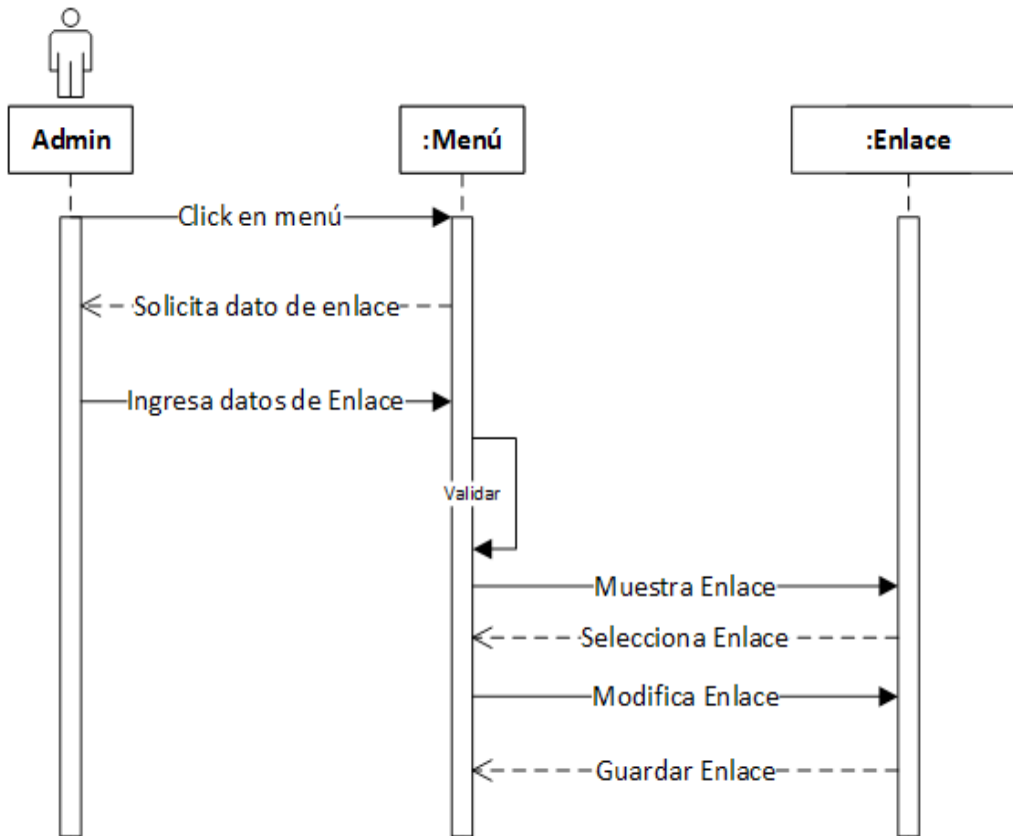 Admin
:Menú
:Enlace
Click en menú
Solicita dato de enlace
Ingresa datos de Enlace
Validar
Muestra Enlace
Selecciona Enlace
Modifica Enlace
Guardar Enlace